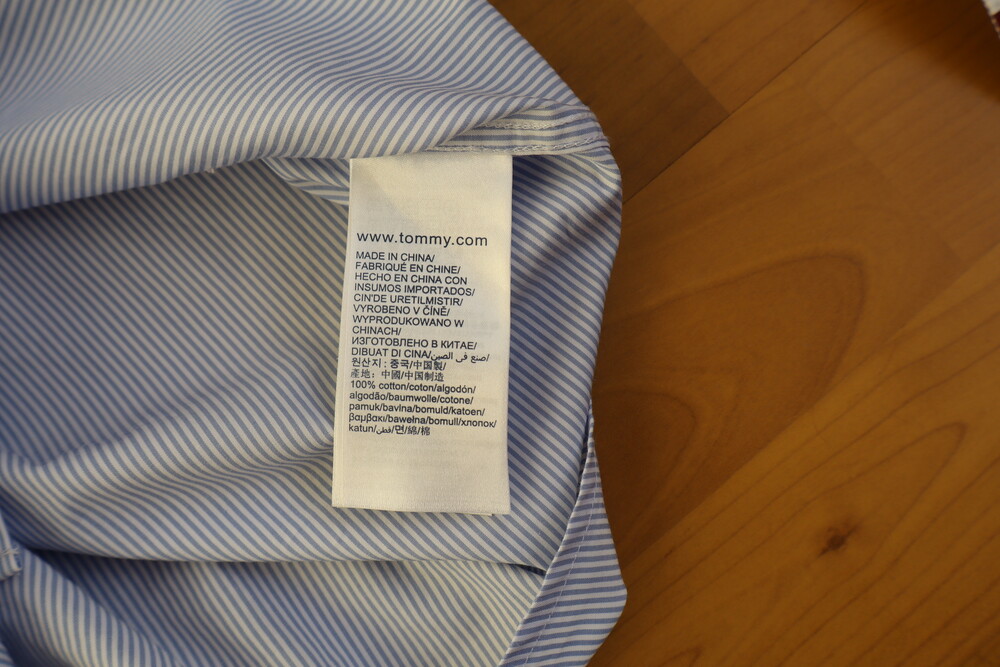 www.tommy.com
MADE IN CHINA/
FABRIQUÉ EN CHINE/
HECHO EN CHINA CON
INSUMOS IMPORTADOS/
CIN'DE URETILMISTIR/
VYROBENO V ČÍNĚ/
WYPRODUKOWANO W
CHINACH/
ИЗГОТОВЛЕНО В КИТАЕ/
DIBUAT DI CINA/صنع في الصين/
원산지 : 중국/中国製/
產地：中國/中国制造
100% cotton/coton/algodón/
algodão/baumwolle/cotone/
pamuk/bavlna/bomuld/katoen/
βαμβακι/bawełna/bomull/хлопок/
katun/قطن/면/綿/棉